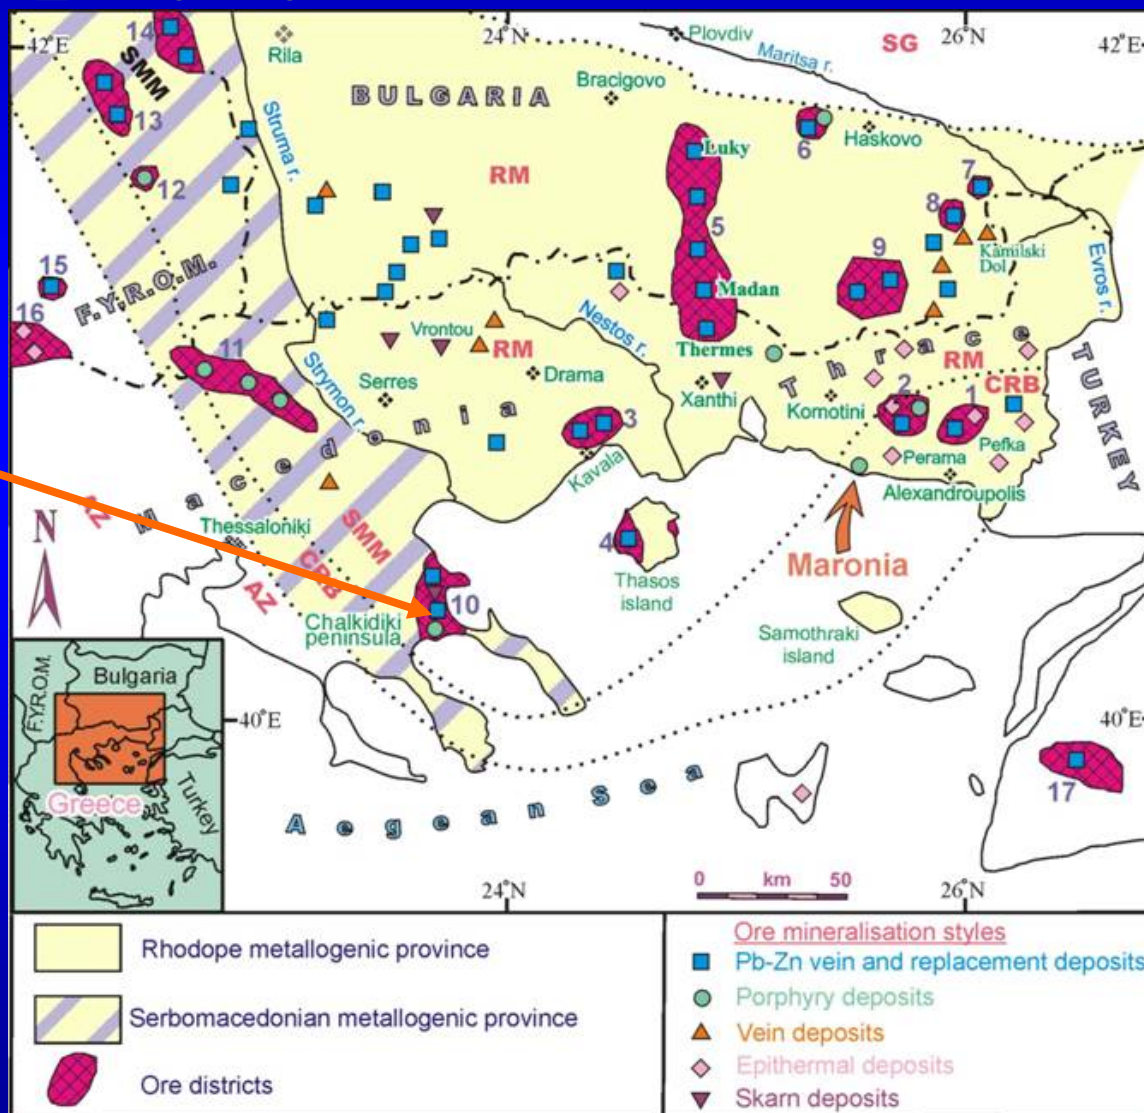 14
42°E
SMM
Rila
24°N
Plovdiv
SG
26°N
42°E
Maritsa r.
Bracigovo
BULGARIA
Struma r.
13
6
Haskovo
Luky
RM
12
7
8
5
Kamilski
Dol
Evros r.
15
F.Y.R.O.M.
9
Madan
16
Nestos r.
Vrontou
RM
Thermes
Thrace
RM
11
Strymon r.
Serres
Drama
Xanthi
Komotini
2
1
CRB
TURKEY
3
Pefka
Kavala
Perama
Alexandroupolis
Macedonia
AZ
N
Thessaloniki
SMM
CRB
AZ
4
Maronia
Thasos
island
10
Chalkidiki
peninsula
Samothraki
island
F.Y.R.O.M.
Bulgaria
40°E
40°E
Greece
Turkey
17
Aegean Sea
0 km 50
24°N
26°N
Rhodope metallogenic province
Serbomacedonian metallogenic province
Ore districts
Ore mineralisation styles
Pb-Zn vein and replacement deposits
Porphyry deposits
Vein deposits
Epithermal deposits
Skarn deposits